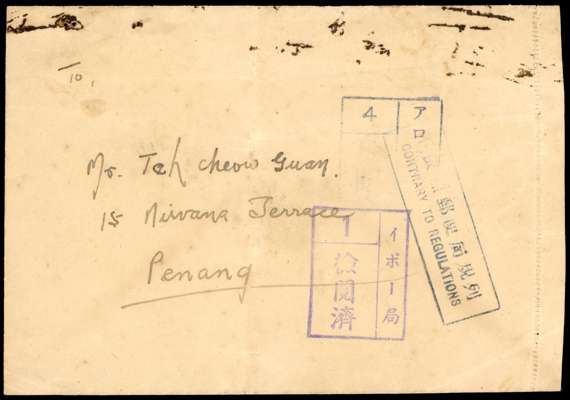 10.
4
アロ
CONTRARY TO REGULATIONS
Mr. Teh Cheow Guan.
15 Nirvana Terrace
Penang
1
イポー局
検閲済